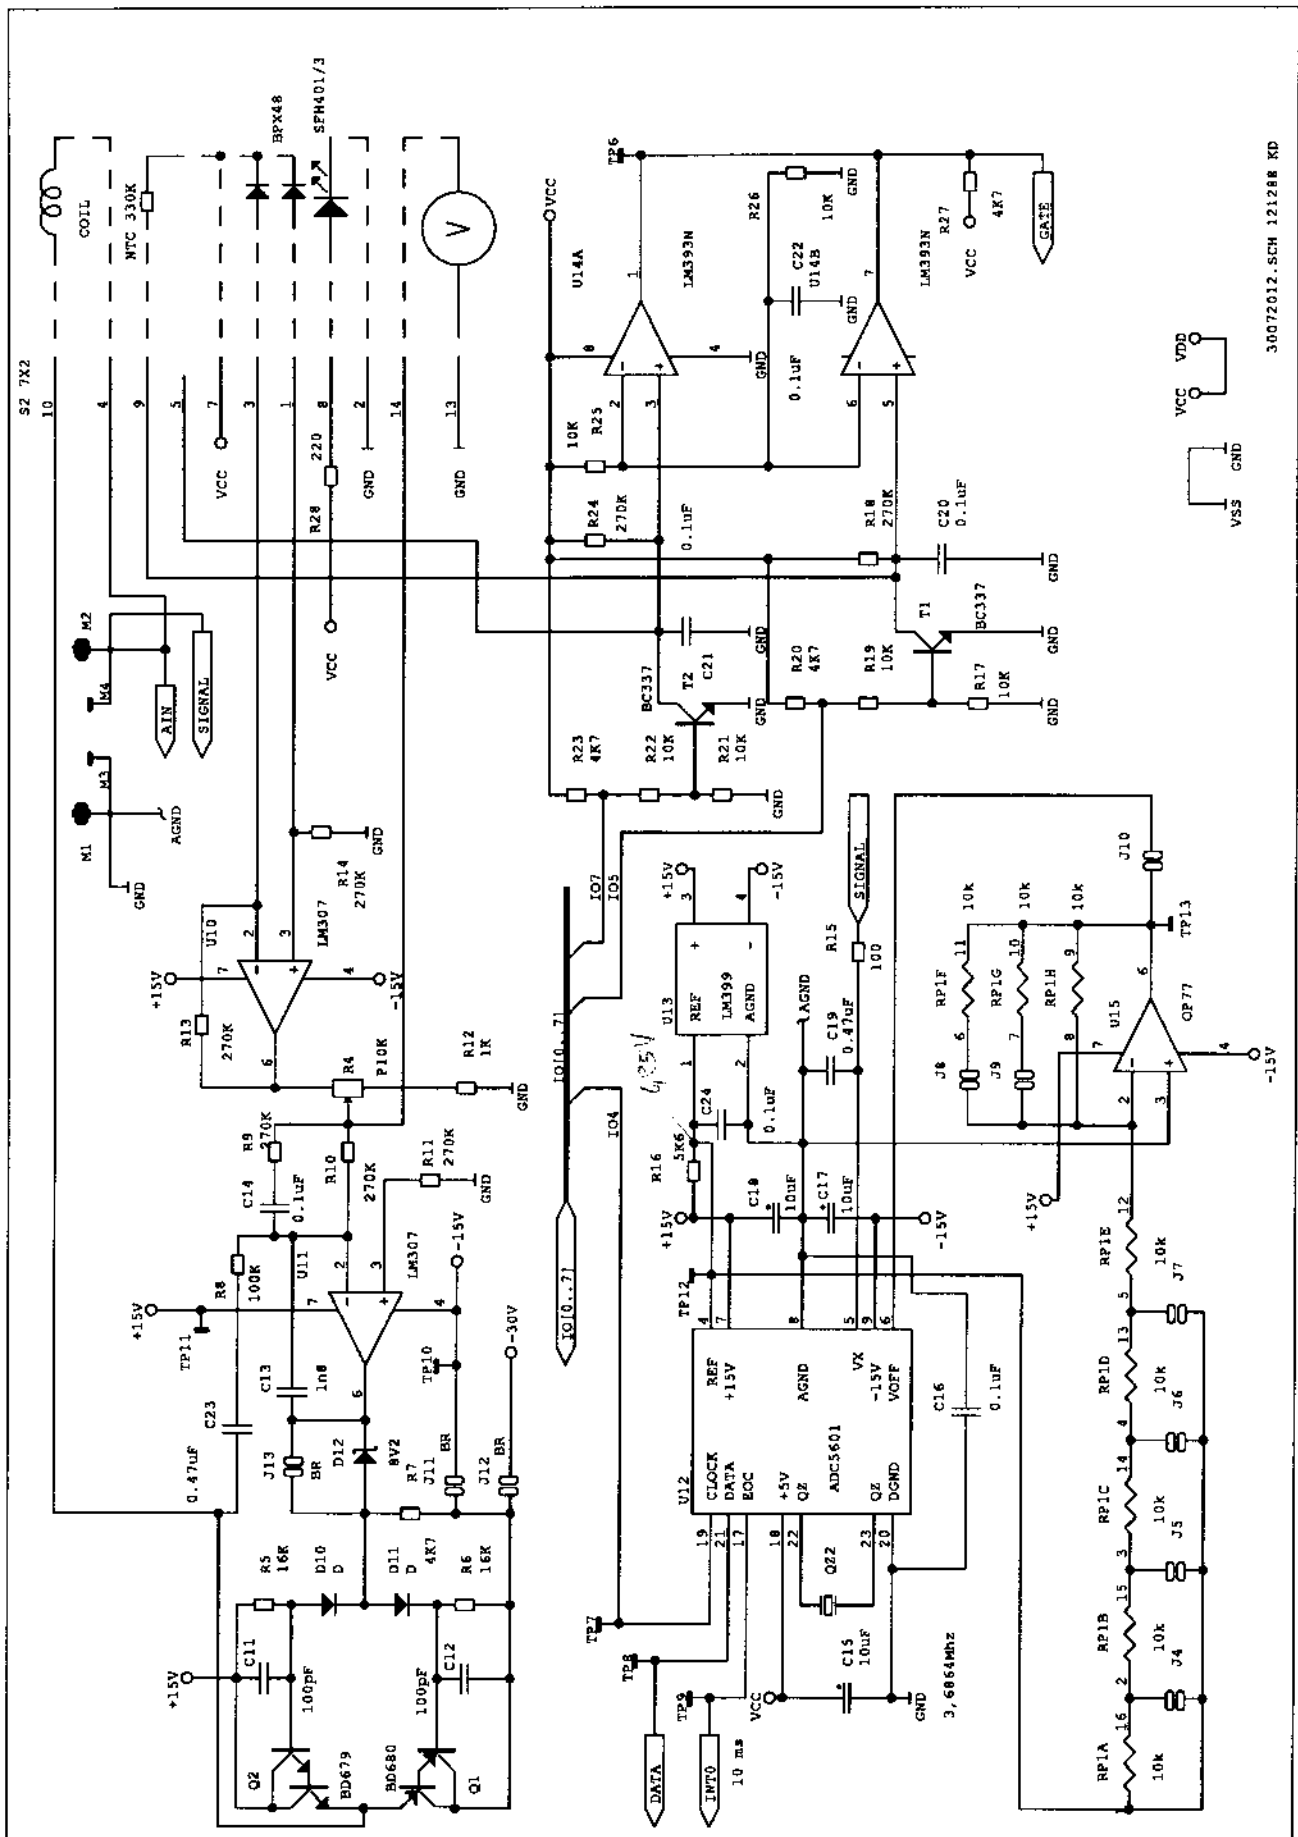 S2 7X2
COIL
NTC 330K
BPX48
SFH401/3
V
10
4
9
5
7
3
1
8
2
14
13
VCC
220
R28
GND
GND
VCC
M2
M4
AIN
SIGNAL
M3
M1
AGND
GND
R14
270K
GND
U10
LM307
+15V
7
2
3
4
-15V
6
R13
270K
R4
P10K
R12
1K
GND
R9
270K
R10
270K
R11
270K
GND
C14
0.1uF
R8
100K
U11
LM307
2
3
7
4
6
-15V
+15V
TP11
TP10
-30V
C13
1n8
C23
0.47uF
J13
BR
D12
8V2
R7
4K7
J11
BR
J12
BR
R5
16K
D10
D
D11
D
R6
16K
+15V
C11
100pF
100pF
C12
Q2
BD679
BD680
Q1
VCC
U14A
LM393N
8
1
2
3
4
GND
TP6
R26
10K
GND
C22
0.1uF
GND
U14B
LM393N
7
6
5
R27
4K7
VCC
GATE
10K
R25
R24
270K
0.1uF
C21
GND
R18
270K
C20
0.1uF
GND
T1
BC337
GND
T2
BC337
GND
R20
4K7
R19
10K
R17
10K
GND
R23
4K7
R22
10K
R21
10K
GND
IO7
IO5
IO[0..7]
IO4
IO[0..7]
U13
REF
+
LM399
AGND
-
1
2
3
4
+15V
-15V
C24
0.1uF
R16
5K6
+15V
C18
10uF
C17
10uF
-15V
AGND
C19
0.47uF
R15
100
SIGNAL
TP12
U12
CLOCK
DATA
EOC
+5V
QZ
ADC5601
QZ
DGND
REF
+15V
AGND
VX
-15V
VOFF
4
7
8
5
9
6
19
21
17
18
22
23
20
QZ2
C16
0.1uF
C15
10uF
VCC
GND
3,6864Mhz
TP7
TP8
TP9
DATA
INT0
10 ms
J10
TP13
RP1F
10k
6
11
RP1G
10k
7
10
RP1H
10k
8
9
J8
J9
U15
OP77
+15V
7
2
3
6
4
-15V
RP1E
10k
5
12
J7
RP1D
10k
4
13
J6
RP1C
10k
3
14
J5
RP1B
10k
2
15
J4
RP1A
10k
16
VCC
VDD
VSS
GND
30072012.SCH 121288 KD